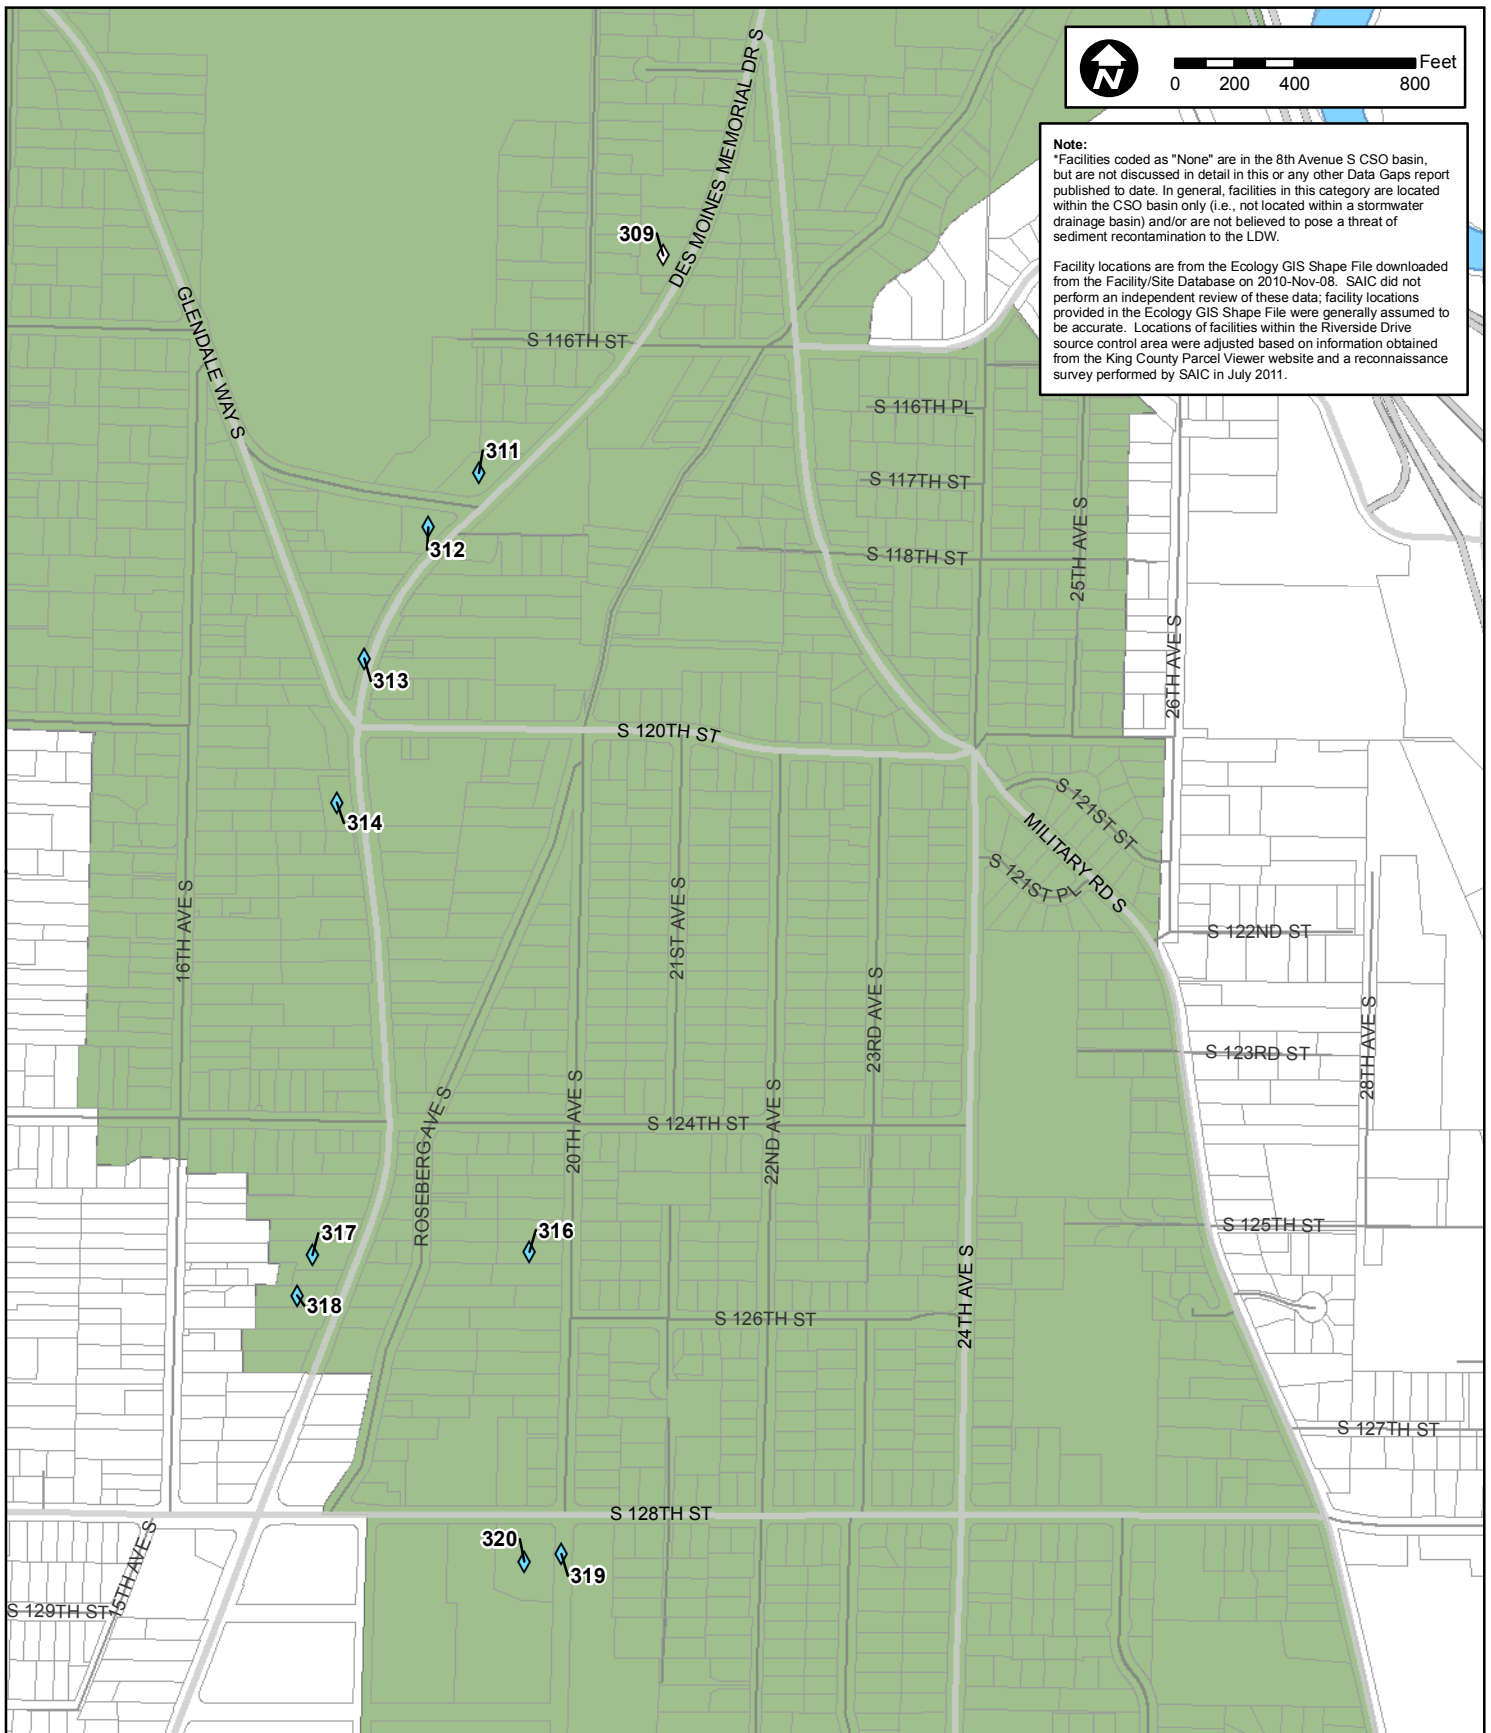 N
Feet
0 200 400 800
Note:
*Facilities coded as "None" are in the 8th Avenue S CSO basin,
but are not discussed in detail in this or any other Data Gaps report
published to date. In general, facilities in this category are located
within the CSO basin only (i.e., not located within a stormwater
drainage basin) and/or are not believed to pose a threat of
sediment recontamination to the LDW.
Facility locations are from the Ecology GIS Shape File downloaded
from the Facility/Site Database on 2010-Nov-08. SAIC did not
perform an independent review of these data; facility locations
provided in the Ecology GIS Shape File were generally assumed to
be accurate. Locations of facilities within the Riverside Drive
source control area were adjusted based on information obtained
from the King County Parcel Viewer website and a reconnaissance
survey performed by SAIC in July 2011.
DES MOINES MEMORIAL DR S
309
GLENDALE WAY S
S 116TH ST
S 116TH PL
311
S 117TH ST
312
S 118TH ST
25TH AVE S
26TH AVE S
313
S 120TH ST
314
S 121ST ST
MILITARY RD S
S 121ST PL
16TH AVE S
21ST AVE S
S 122ND ST
23RD AVE S
28TH AVE S
S 123RD ST
ROSEBERG AVE S
20TH AVE S
S 124TH ST
22ND AVE S
317
316
S 125TH ST
318
24TH AVE S
S 126TH ST
S 127TH ST
S 128TH ST
320
319
15TH AVE S
S 129TH ST